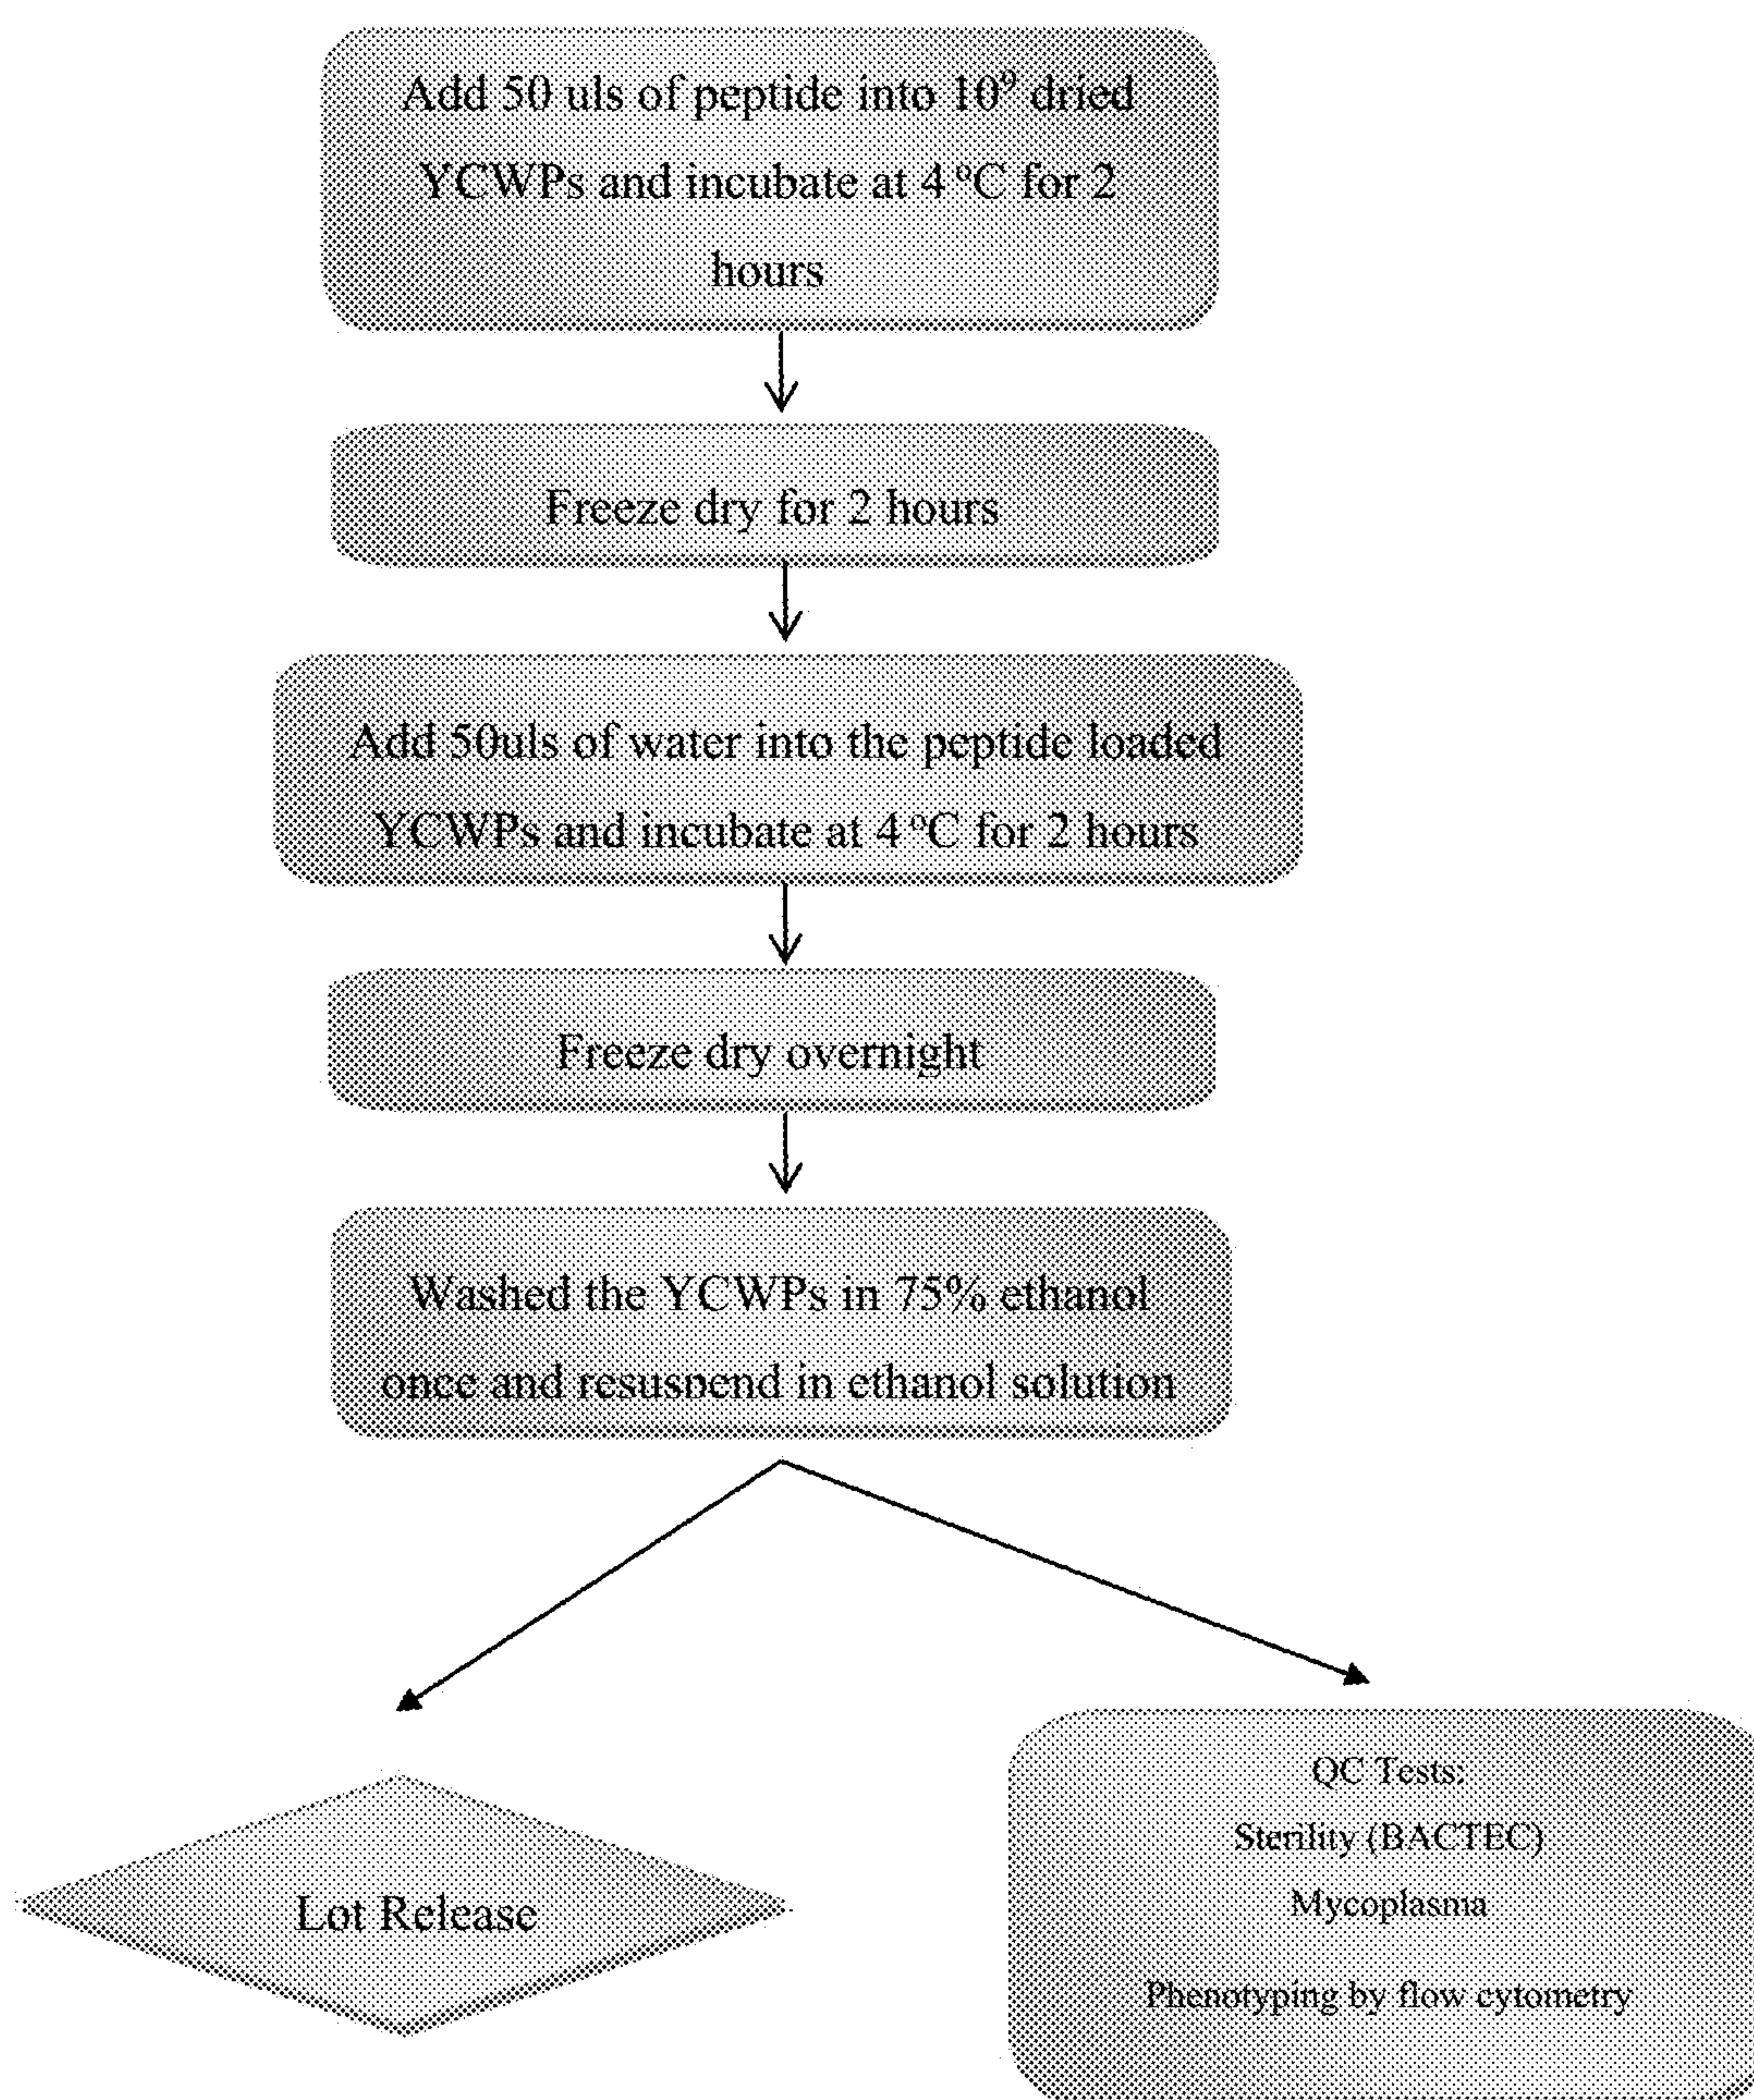 Add 50 uls of peptide into 10⁹ dried
YCWPs and incubate at 4 ºC for 2
hours
Freeze dry for 2 hours
Add 50uls of water into the peptide loaded
YCWPs and incubate at 4 ºC for 2 hours
Freeze dry overnight
Washed the YCWPs in 75% ethanol
once and resuspend in ethanol solution
Lot Release
QC Tests:
Sterility (BACTEC)
Mycoplasma
Phenotyping by flow cytometry